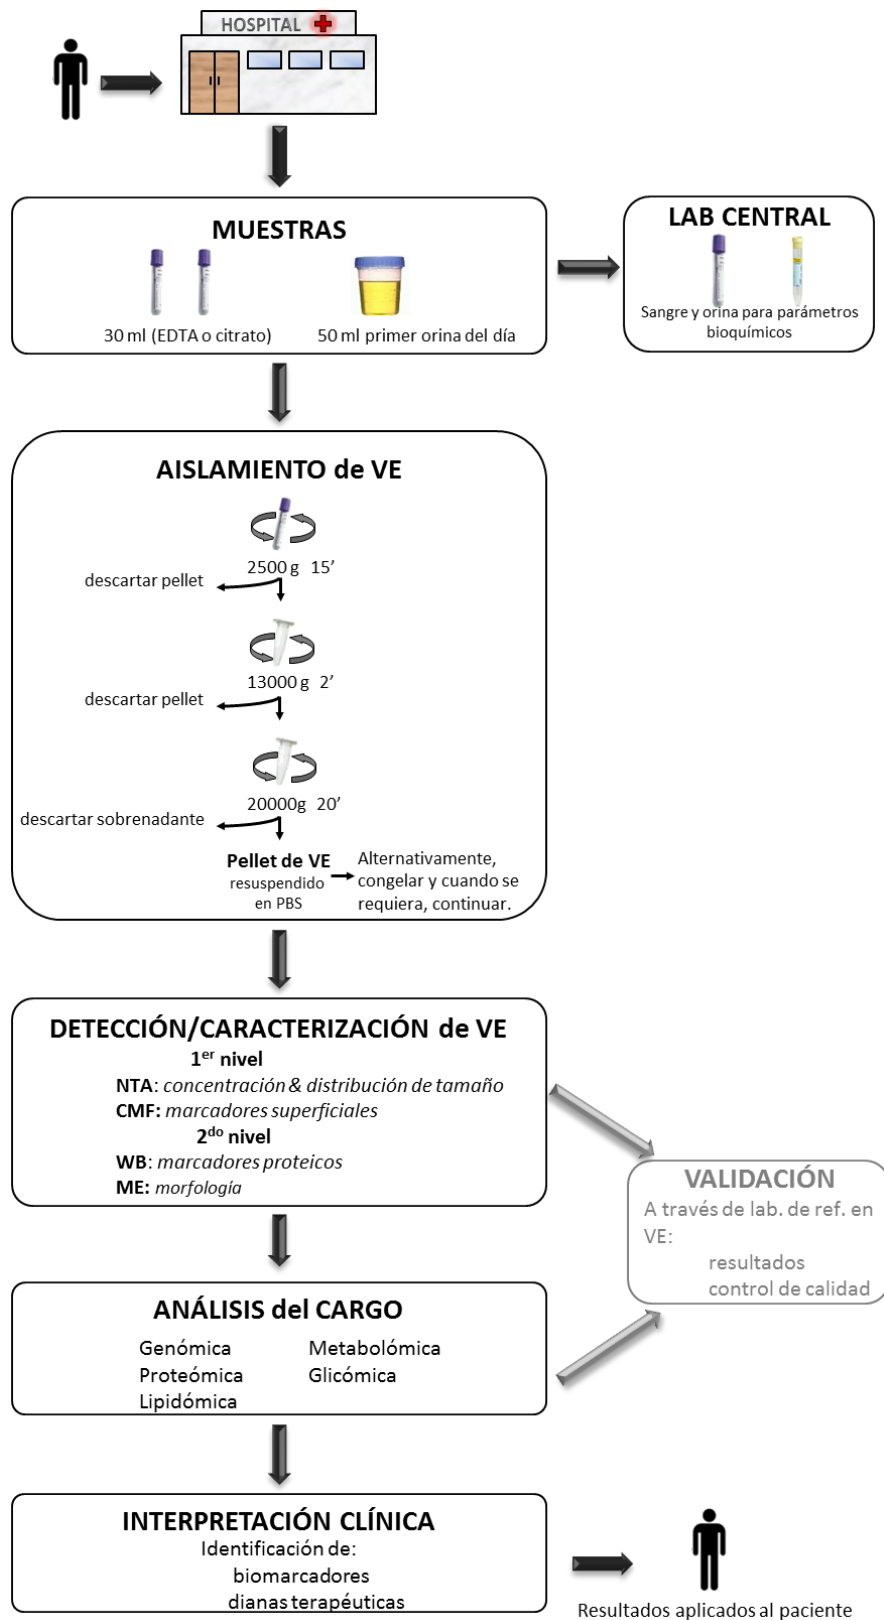 HOSPITAL
MUESTRAS
30 ml (EDTA o citrato)
50 ml primer orina del día
LAB CENTRAL
Sangre y orina para parámetros
bioquímicos
AISLAMIENTO de VE
2500 g 15’
descartar pellet
13000 g 2’
descartar pellet
20000g 20’
descartar sobrenadante
Pellet de VE
resuspendido
en PBS
Alternativamente,
congelar y cuando se
requiera, continuar.
DETECCIÓN/CARACTERIZACIÓN de VE
1er nivel
NTA: concentración & distribución de tamaño
CMF: marcadores superficiales
2do nivel
WB: marcadores proteicos
ME: morfología
VALIDACIÓN
A través de lab. de ref. en
VE:
resultados
control de calidad
ANÁLISIS del CARGO
Genómica
Proteómica
Lipidómica
Metabolómica
Glicómica
INTERPRETACIÓN CLÍNICA
Identificación de:
biomarcadores
dianas terapéuticas
Resultados aplicados al paciente